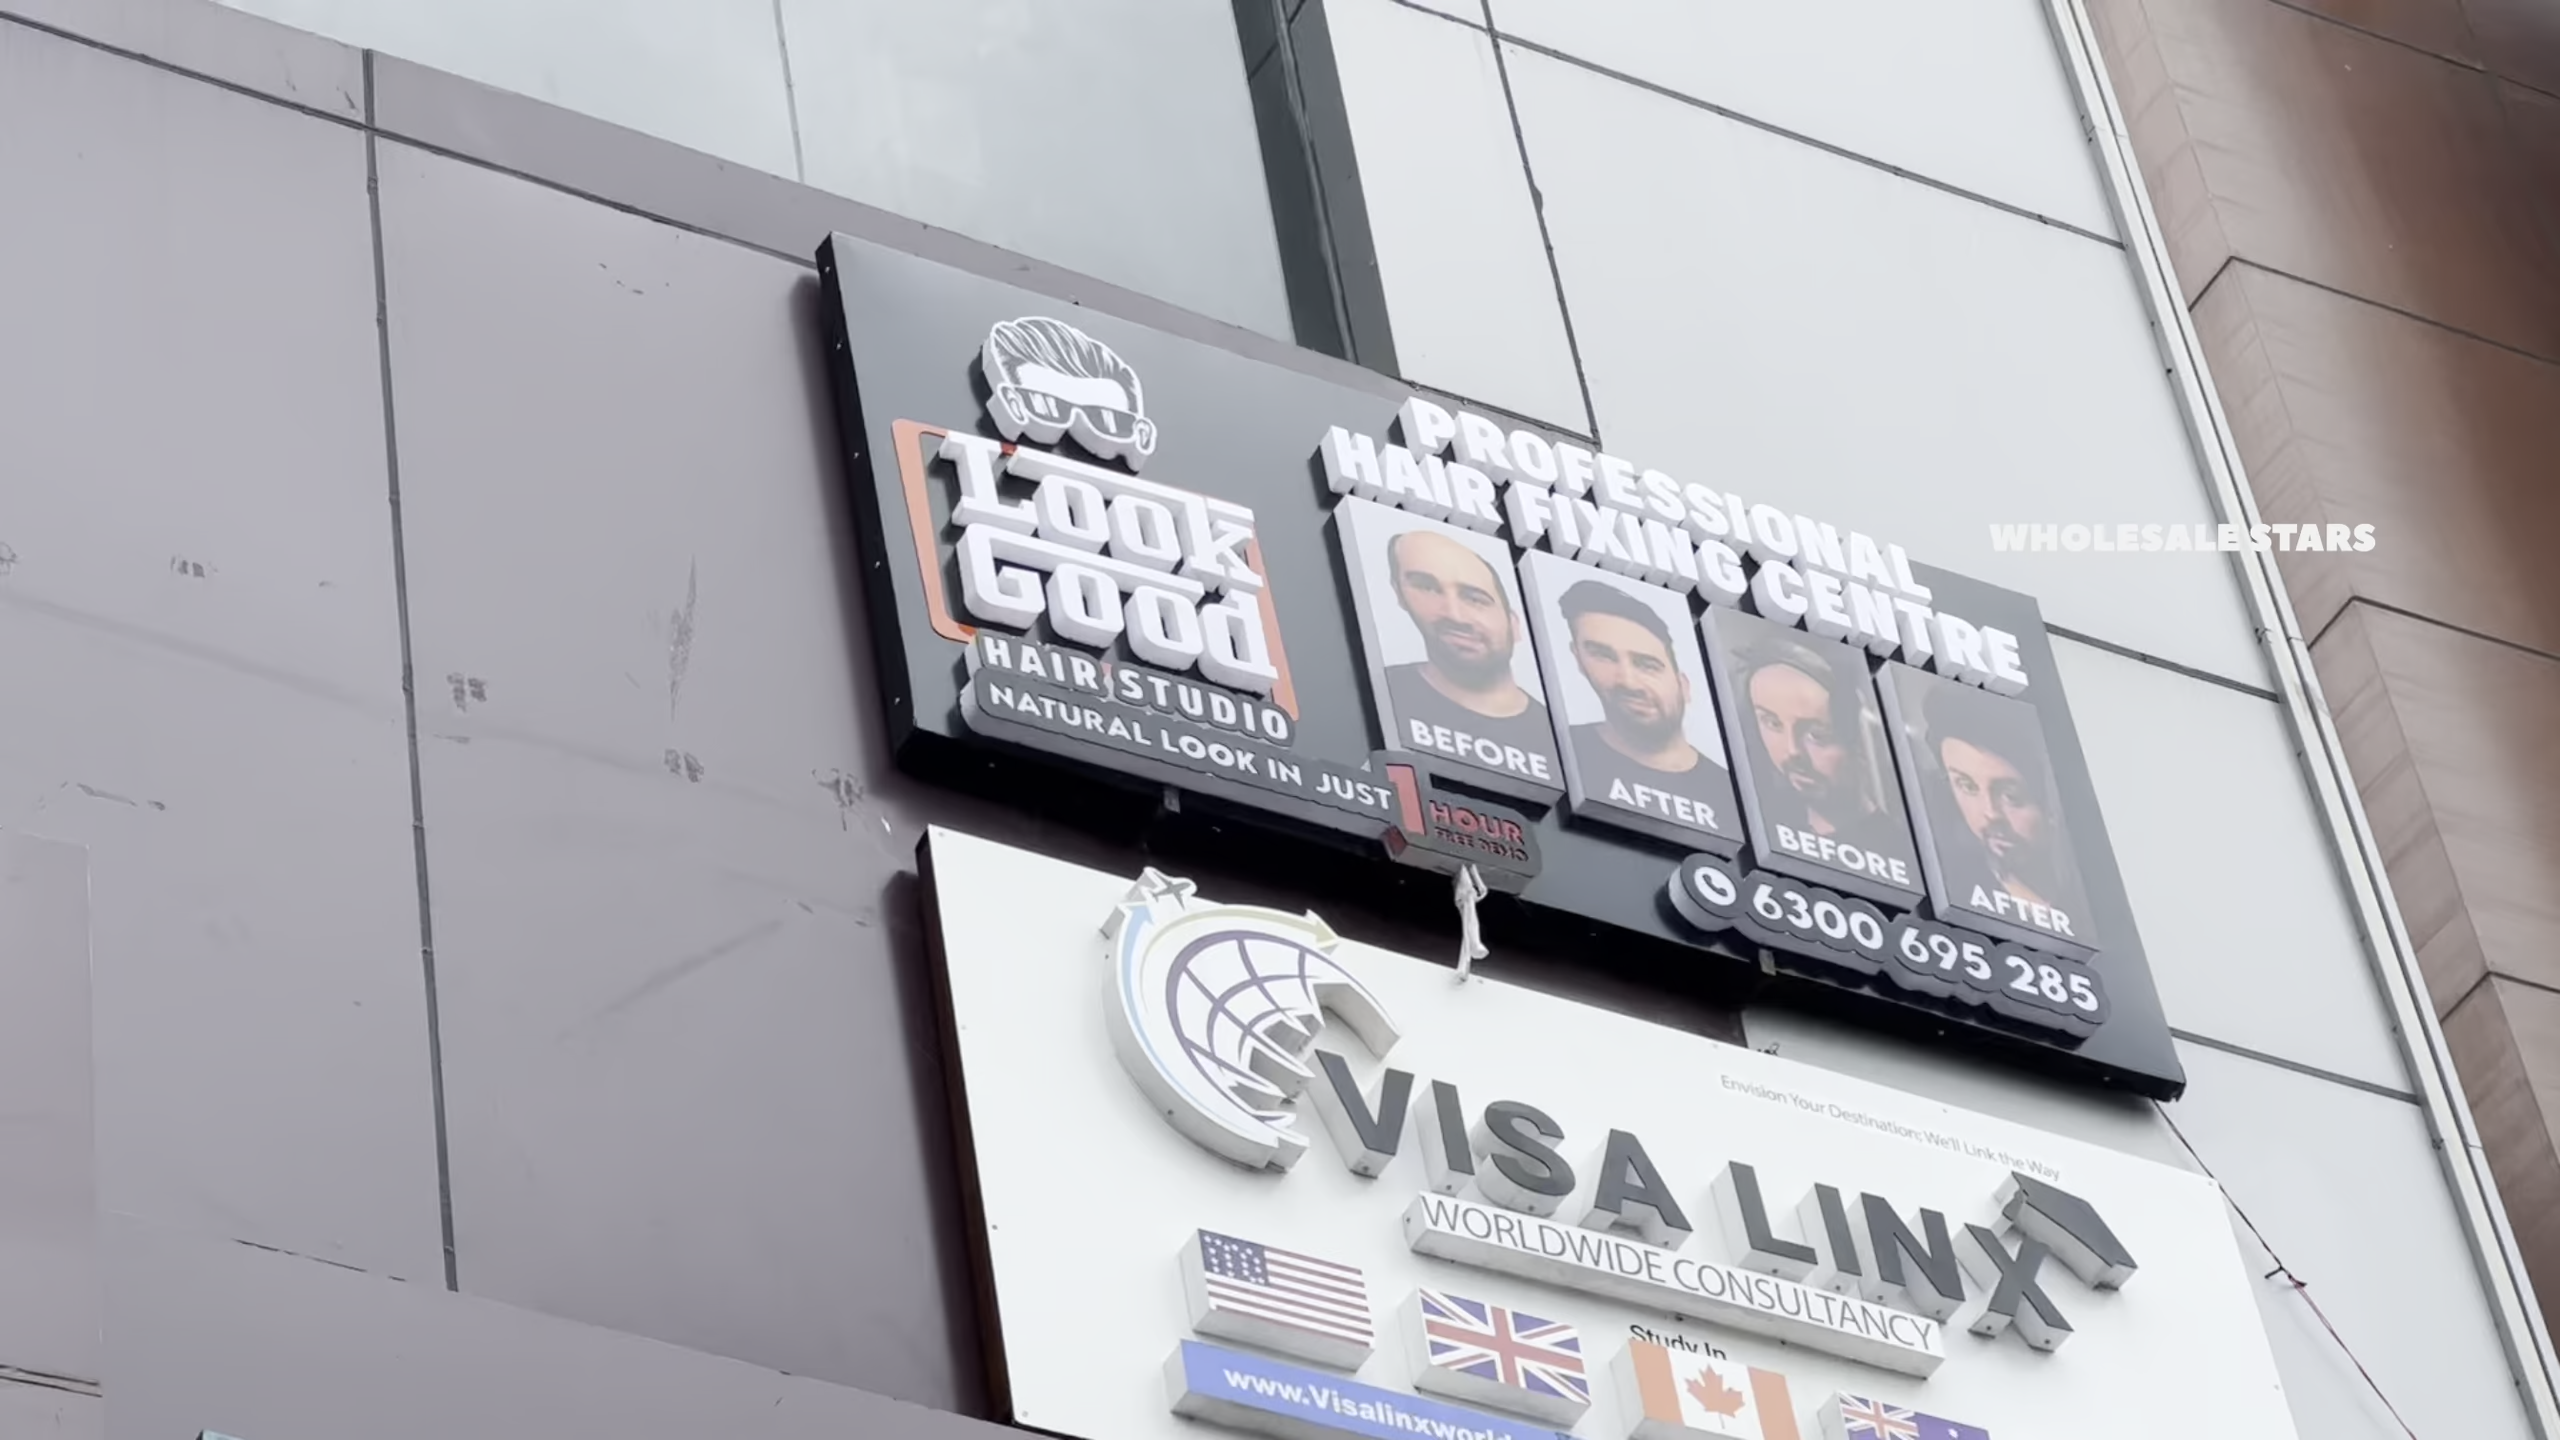 LOOK
GOOD
HAIR STUDIO
NATURAL LOOK IN JUST 1 HOUR
FREE DEMO
PROFESSIONAL
HAIR FIXING CENTRE
BEFORE
AFTER
BEFORE
AFTER
6300 695 285
WHOLESALE STARS
Envision Your Destination; We'll Link the Way
VISA LINX
WORLDWIDE CONSULTANCY
Study In
www.Visalinxworld